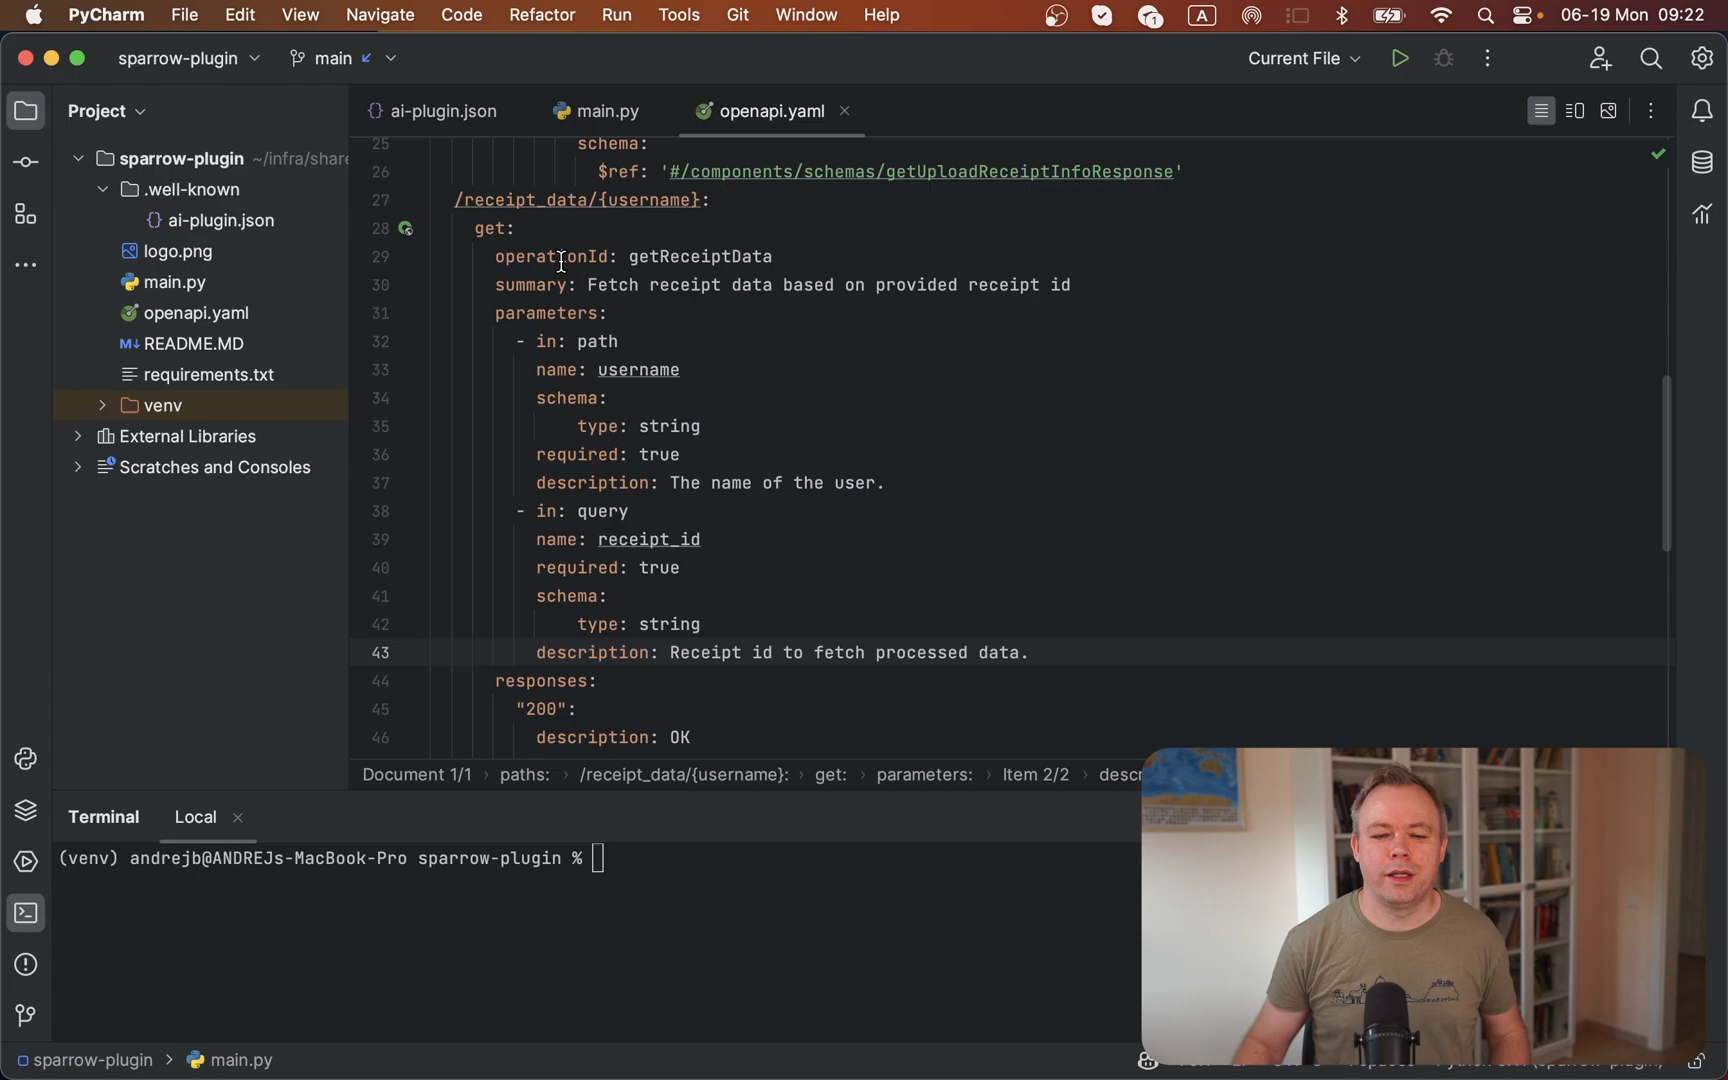 PyCharm File Edit View Navigate Code Refactor Run Tools Git Window Help 1 A 06-19 Mon 09:22
sparrow-plugin main Current File
Project
ai-plugin.json main.py openapi.yaml
sparrow-plugin ~/infra/share
.well-known
ai-plugin.json
logo.png
main.py
openapi.yaml
README.MD
requirements.txt
venv
External Libraries
Scratches and Consoles
25 schema:
26 $ref: '#/components/schemas/getUploadReceiptInfoResponse'
27 /receipt_data/{username}:
28 get:
29 operationId: getReceiptData
30 summary: Fetch receipt data based on provided receipt id
31 parameters:
32 - in: path
33 name: username
34 schema:
35 type: string
36 required: true
37 description: The name of the user.
38 - in: query
39 name: receipt_id
40 required: true
41 schema:
42 type: string
43 description: Receipt id to fetch processed data.
44 responses:
45 "200":
46 description: OK
Document 1/1 › paths: › /receipt_data/{username}: › get: › parameters: › Item 2/2 › descr
Terminal Local
(venv) andrejb@ANDREJs-MacBook-Pro sparrow-plugin %
sparrow-plugin > main.py